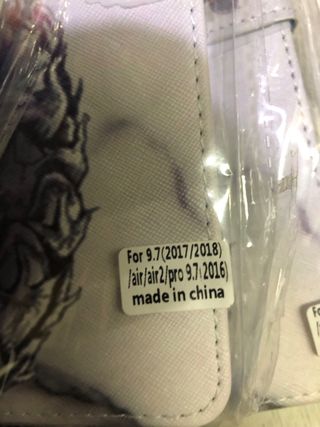 For 9.7(2017/2018)
/air/air2/pro 9.7(2016)
made in china